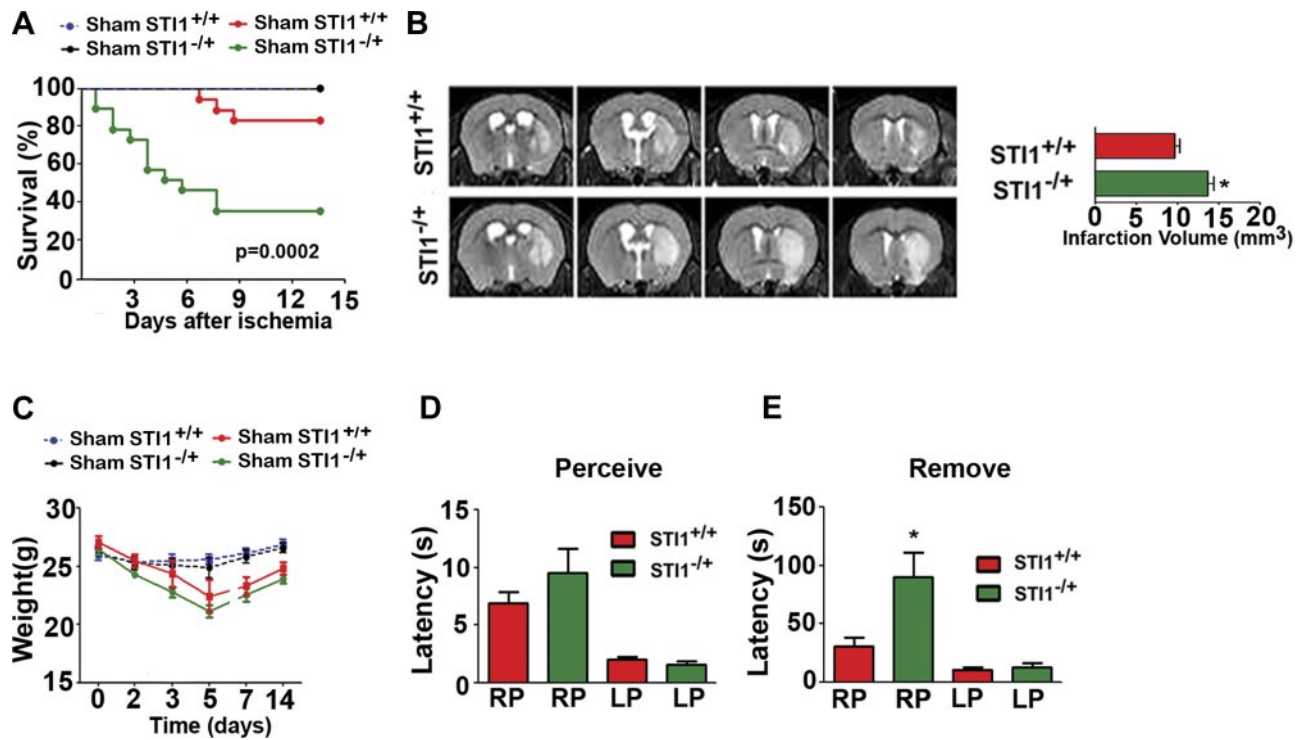 A
Sham STI1+/+ Sham STI1+/+
Sham STI1-/+ Sham STI1-/+
Survival (%)
100
80
60
40
20
0
p=0.0002
3 6 9 12 15
Days after ischemia
B
STI1+/+
STI1-/+
STI1+/+
STI1-/+
*
0 5 10 15 20
Infarction Volume (mm3)
C
Sham STI1+/+ Sham STI1+/+
Sham STI1-/+ Sham STI1-/+
Weight(g)
30
25
20
15
0 2 3 5 7 14
Time (days)
D
Perceive
Latency (s)
15
10
5
0
STI1+/+
STI1-/+
RP RP LP LP
E
Remove
Latency (s)
150
100
50
0
*
STI1+/+
STI1-/+
RP RP LP LP